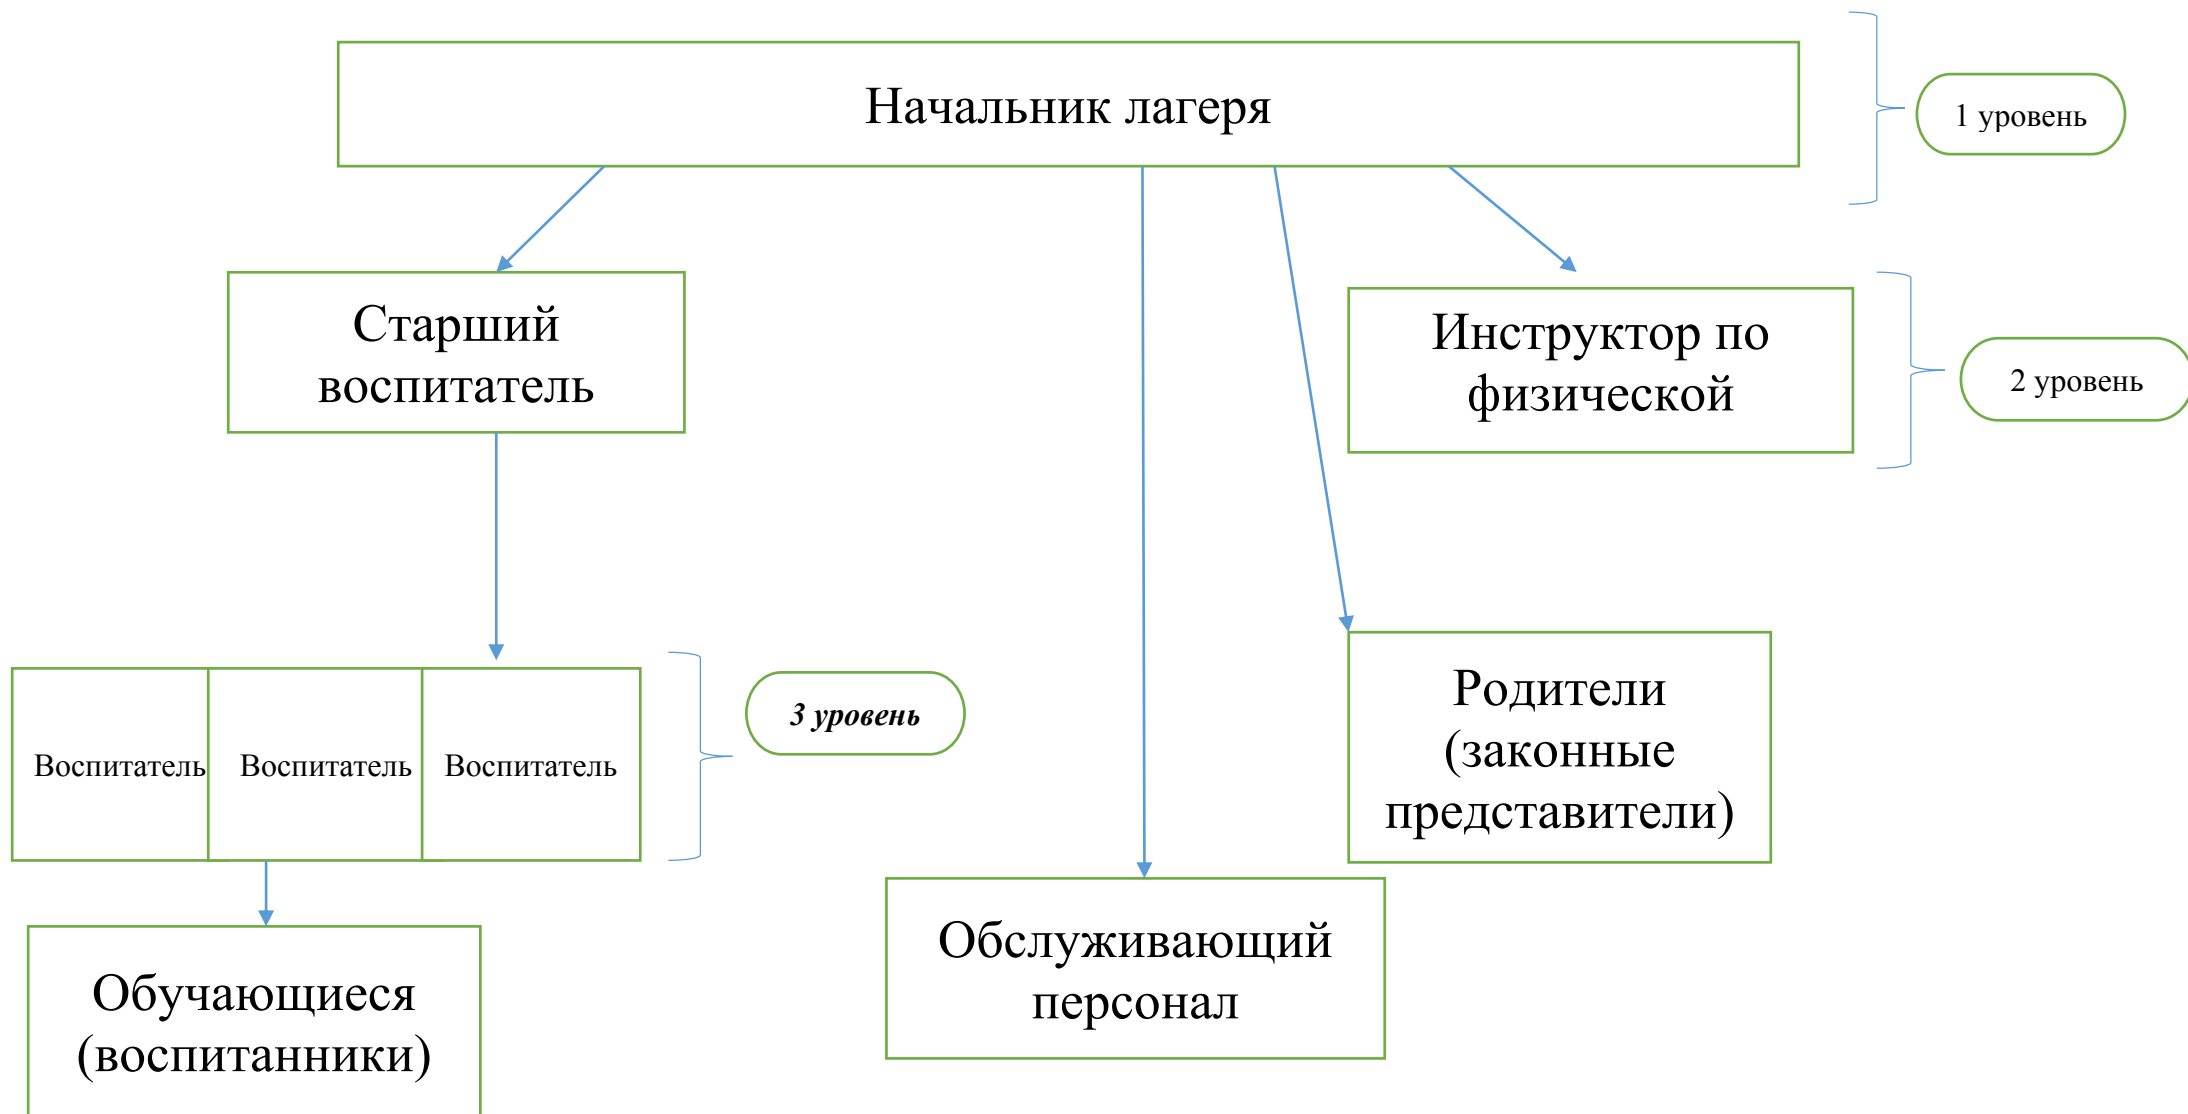 Начальник лагеря
1 уровень
Старший
воспитатель
Инструктор по
физической
2 уровень
Воспитатель
Воспитатель
Воспитатель
3 уровень
Родители
(законные
представители)
Обслуживающий
персонал
Обучающиеся
(воспитанники)